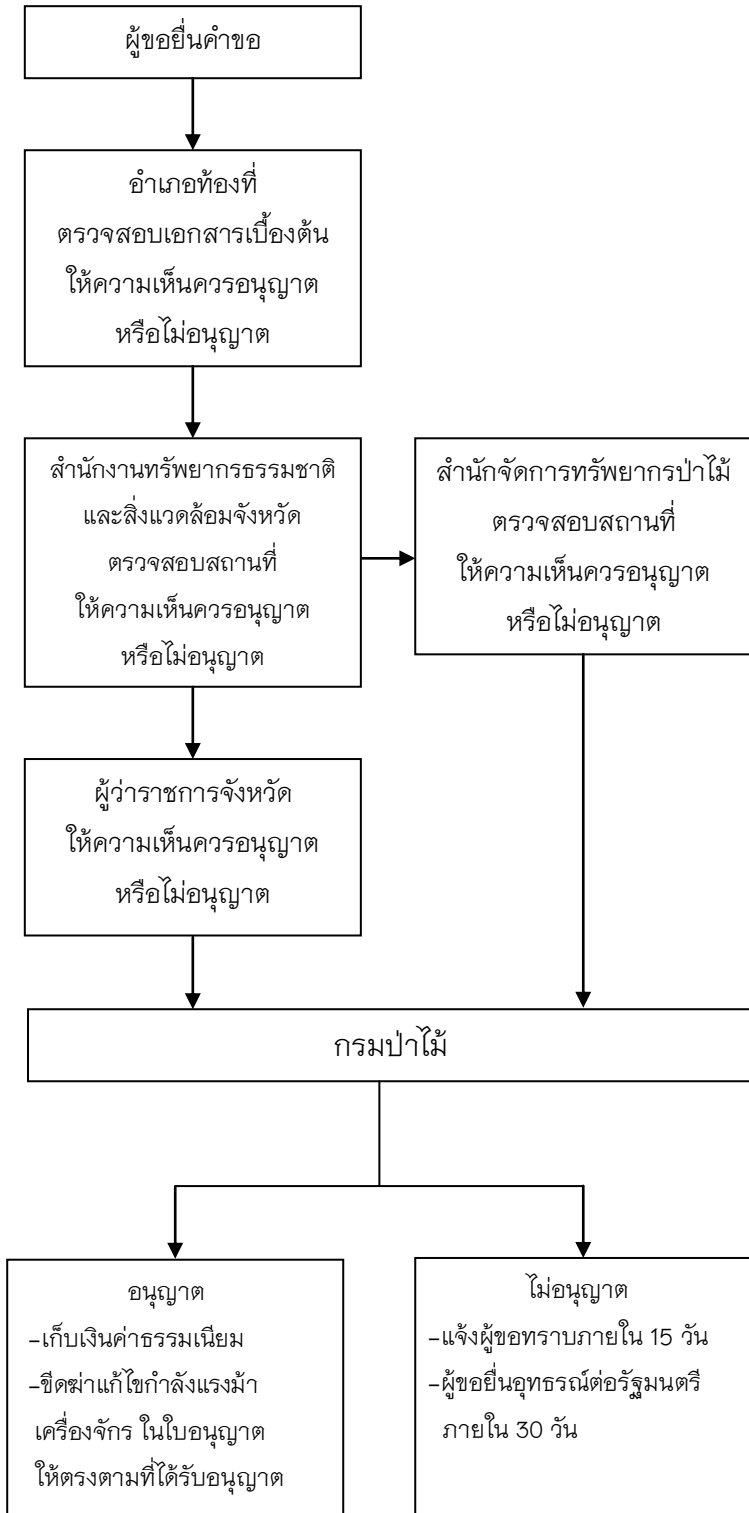 ผู้ขอยื่นคำขอ
อำเภอท้องที่
ตรวจสอบเอกสารเบื้องต้น
ให้ความเห็นควรอนุญาต
หรือไม่อนุญาต
สำนักงานทรัพยากรธรรมชาติ
และสิ่งแวดล้อมจังหวัด
ตรวจสอบสถานที่
ให้ความเห็นควรอนุญาต
หรือไม่อนุญาต
สำนักจัดการทรัพยากรป่าไม้
ตรวจสอบสถานที่
ให้ความเห็นควรอนุญาต
หรือไม่อนุญาต
ผู้ว่าราชการจังหวัด
ให้ความเห็นควรอนุญาต
หรือไม่อนุญาต
กรมป่าไม้
อนุญาต
-เก็บเงินค่าธรรมเนียม
-ขีดฆ่าแก้ไขกำลังแรงม้า
เครื่องจักร ในใบอนุญาต
ให้ตรงตามที่ได้รับอนุญาต
ไม่อนุญาต
-แจ้งผู้ขอทราบภายใน 15 วัน
-ผู้ขอยื่นอุทธรณ์ต่อรัฐมนตรี
ภายใน 30 วัน